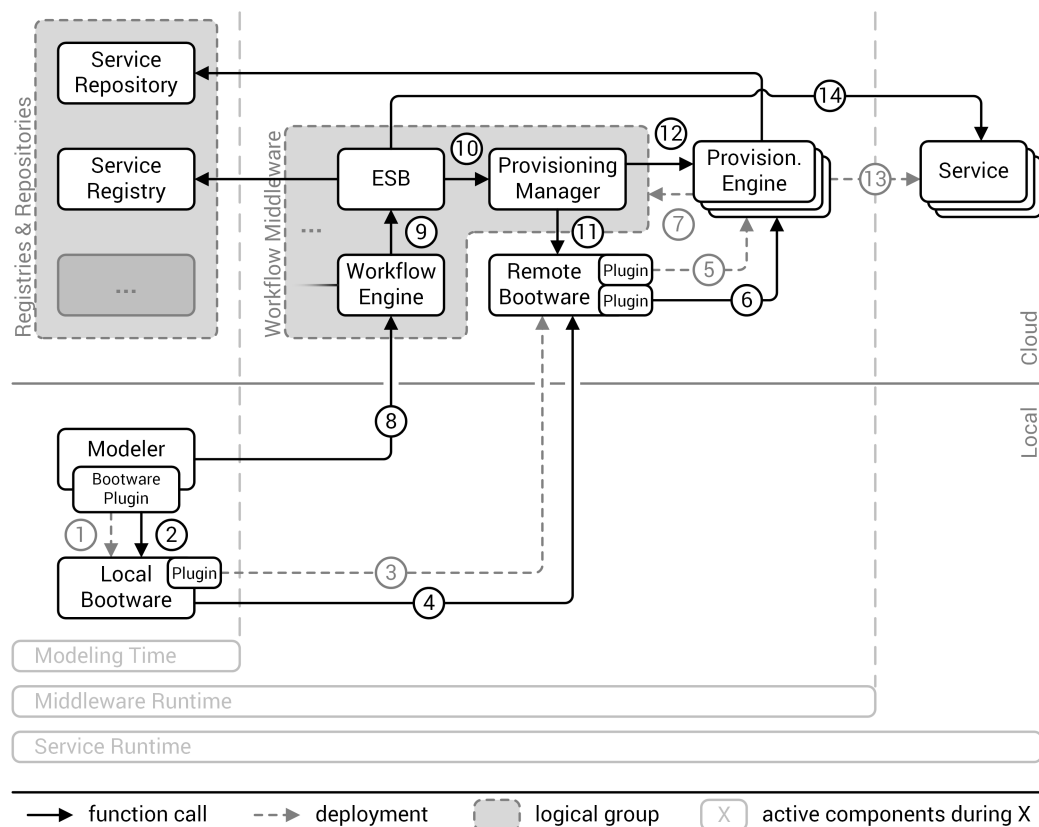 Registries & Repositories
Service
Repository
Service
Registry
...
Workflow Middleware
...
ESB
Workflow
Engine
Provisioning
Manager
Remote
Bootware
Plugin
Plugin
Provision.
Engine
Service
14
10
12
13
9
7
11
5
6
Cloud
Local
8
Modeler
Bootware
Plugin
1
2
Local
Bootware
Plugin
3
4
Modeling Time
Middleware Runtime
Service Runtime
function call
deployment
logical group
X
active components during X